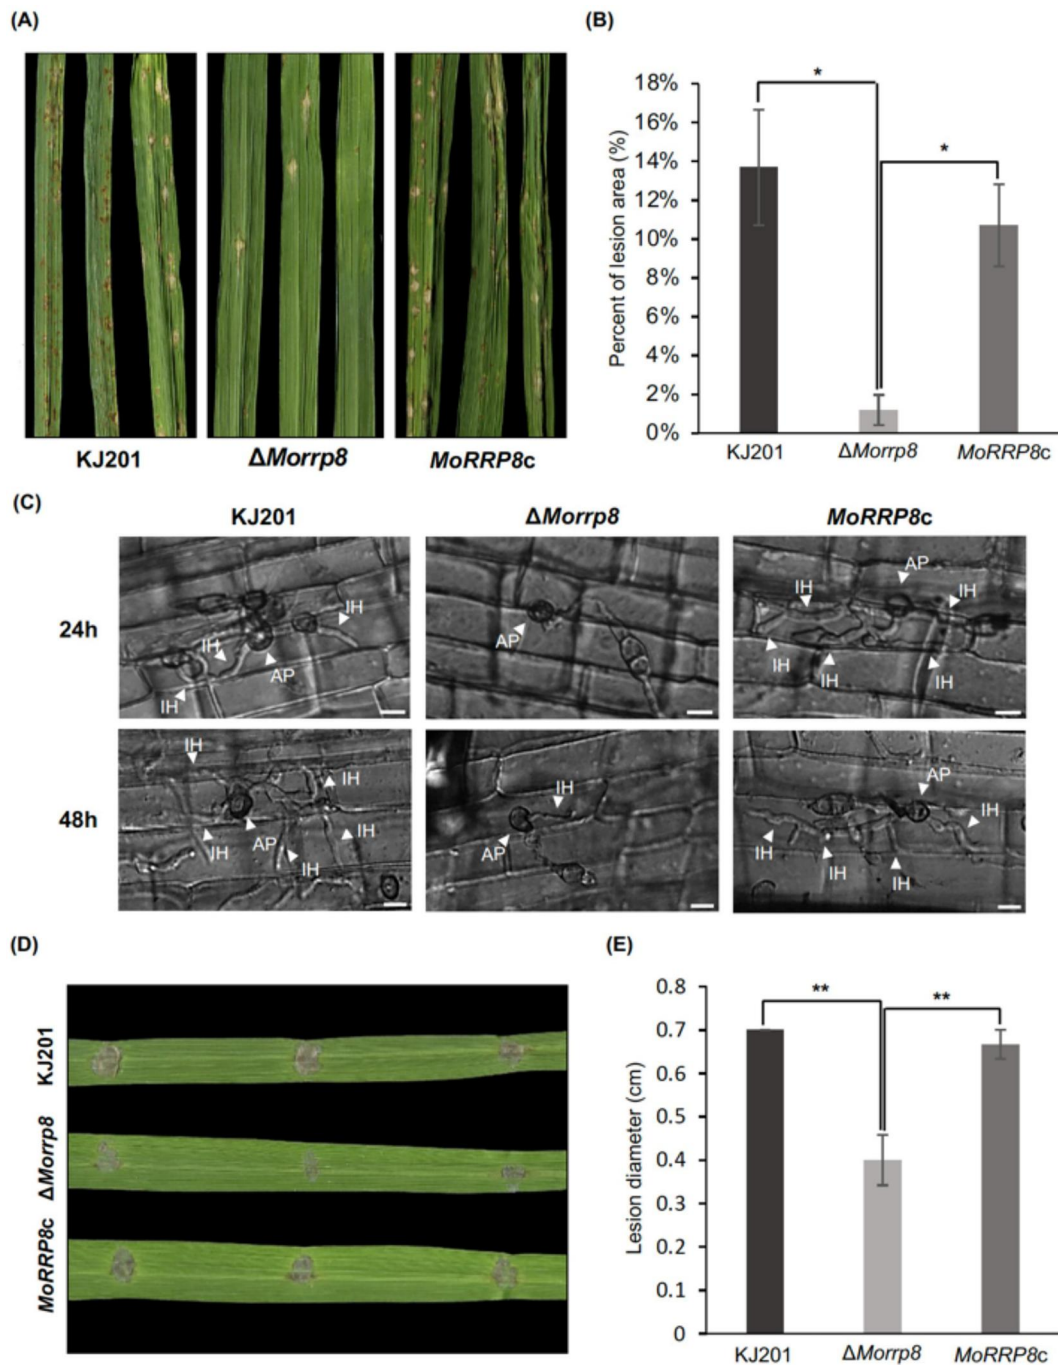 (A)
KJ201
ΔMorrp8
MoRRP8c
(B)
Percent of lesion area (%)
18%
16%
14%
12%
10%
8%
6%
4%
2%
0%
*
*
KJ201
ΔMorrp8
MoRRP8c
(C)
KJ201
ΔMorrp8
MoRRP8c
24h
IH
IH
AP
IH
AP
AP
IH
IH
IH
IH
IH
48h
IH
IH
IH
AP
IH
IH
IH
AP
AP
IH
IH
IH
IH
(D)
KJ201
ΔMorrp8
MoRRP8c
(E)
Lesion diameter (cm)
0.8
0.7
0.6
0.5
0.4
0.3
0.2
0.1
0
**
**
KJ201
ΔMorrp8
MoRRP8c